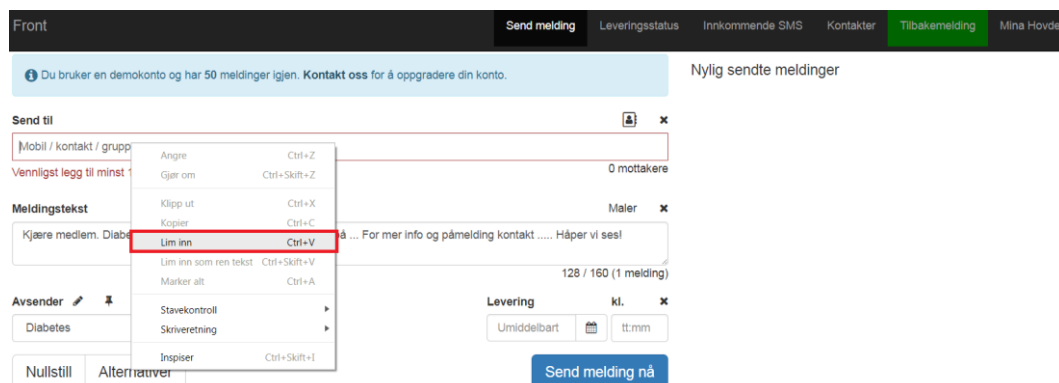 Front Send melding Leveringsstatus Innkommende SMS Kontakter Tilbakemelding Mina Hovde
Du bruker en demokonto og har 50 meldinger igjen. Kontakt oss for å oppgradere din konto.
Nylig sendte meldinger
Send til
Mobil / kontakt / grupp
Vennligst legg til minst 0 mottakere
Angre Ctrl+Z
Gjør om Ctrl+Skift+Z
Klipp ut Ctrl+X
Kopier Ctrl+C
Lim inn Ctrl+V
Lim inn som ren tekst Ctrl+Skift+V
Marker alt Ctrl+A
Stavekontroll
Skriveretning
Inspiser Ctrl+Skift+I
Meldingstekst Maler
Kjære medlem. Diabe ... For mer info og påmelding kontakt ..... Håper vi ses!
128 / 160 (1 melding)
Avsender Levering kl.
Diabetes Umiddelbart tt:mm
Nullstill Alternativer Send melding nå